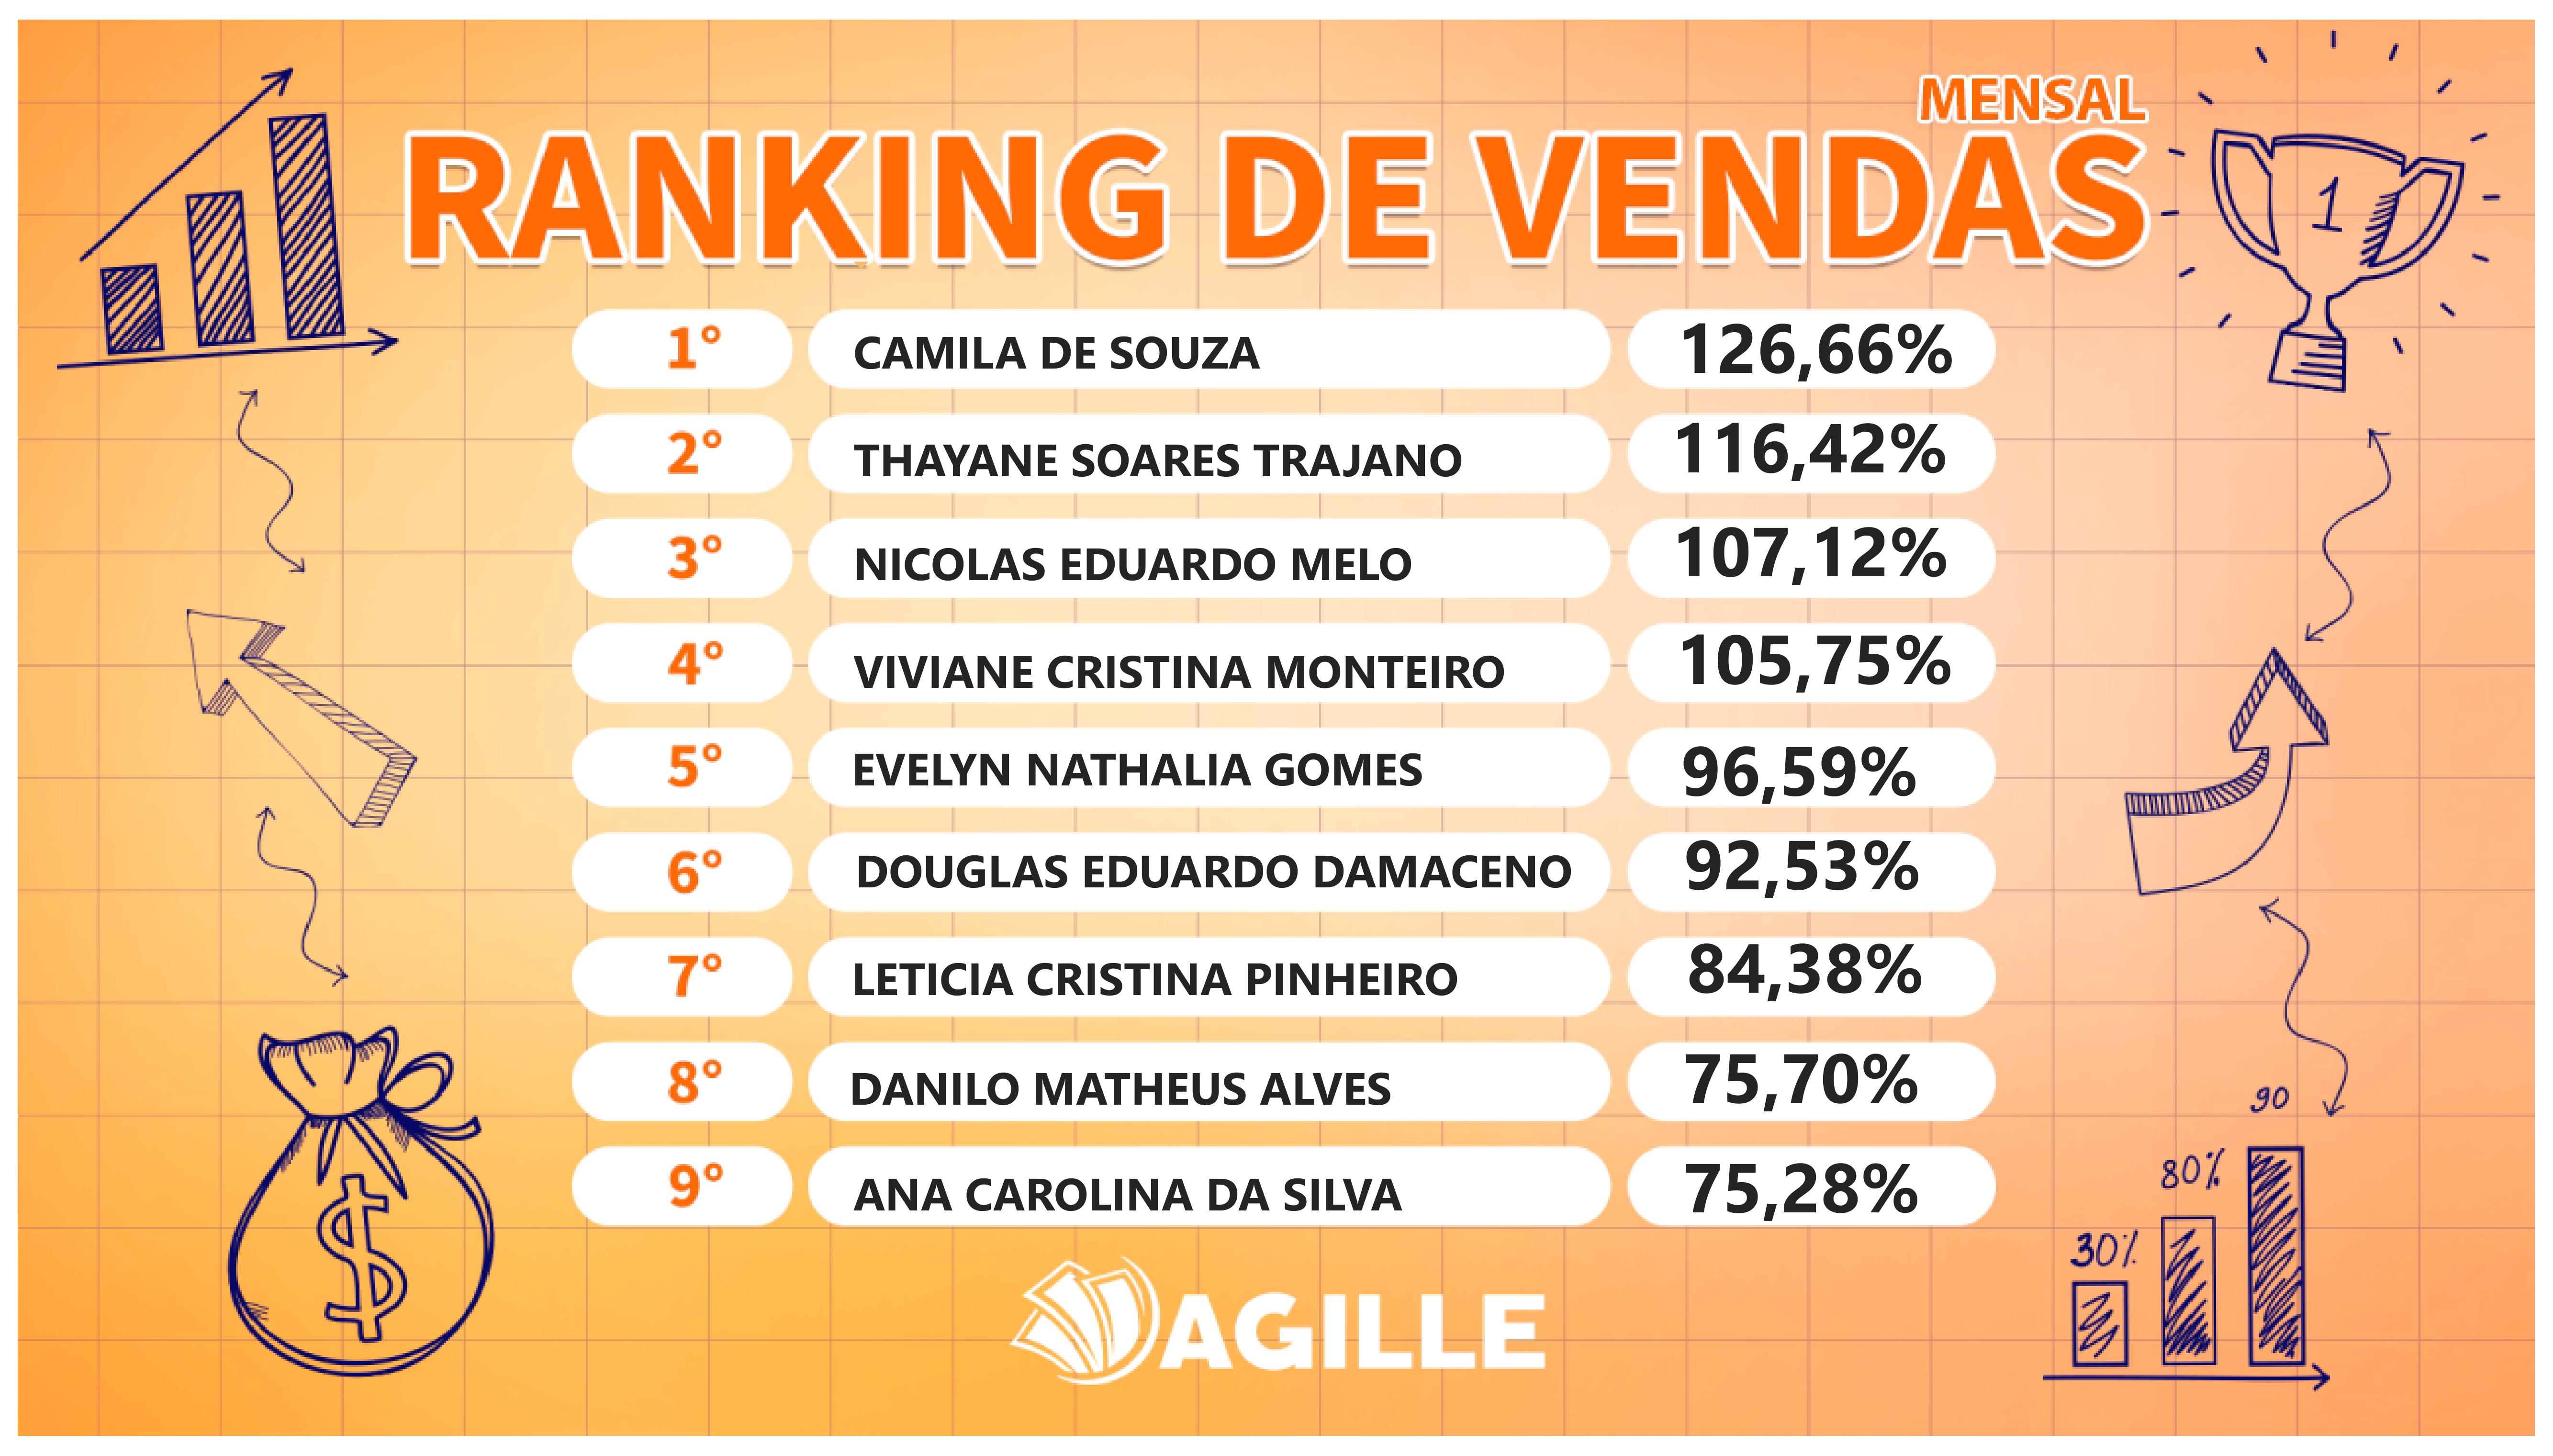 MENSAL
RANKING DE VENDAS
1
1° CAMILA DE SOUZA 126,66%
2° THAYANE SOARES TRAJANO 116,42%
3° NICOLAS EDUARDO MELO 107,12%
4° VIVIANE CRISTINA MONTEIRO 105,75%
5° EVELYN NATHALIA GOMES 96,59%
6° DOUGLAS EDUARDO DAMACENO 92,53%
7° LETICIA CRISTINA PINHEIRO 84,38%
8° DANILO MATHEUS ALVES 75,70%
9° ANA CAROLINA DA SILVA 75,28%
90
80%
30%
$
AGILLE